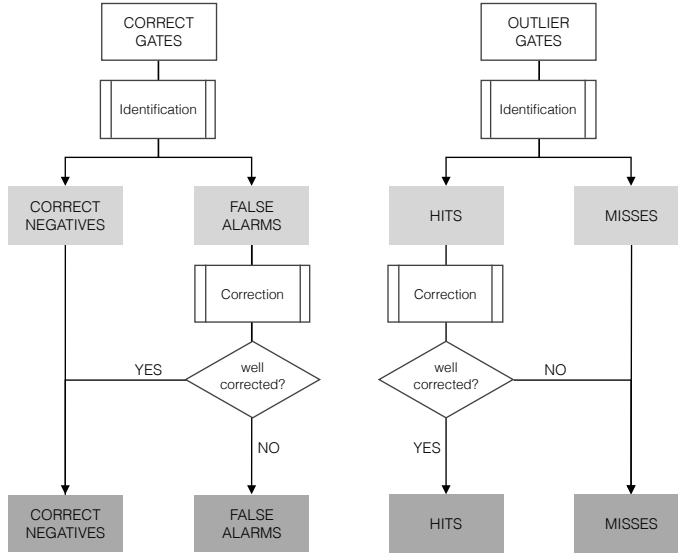 CORRECT
GATES
OUTLIER
GATES
Identification
Identification
CORRECT
NEGATIVES
FALSE
ALARMS
HITS
MISSES
Correction
Correction
well
corrected?
well
corrected?
YES
NO
NO
YES
CORRECT
NEGATIVES
FALSE
ALARMS
HITS
MISSES